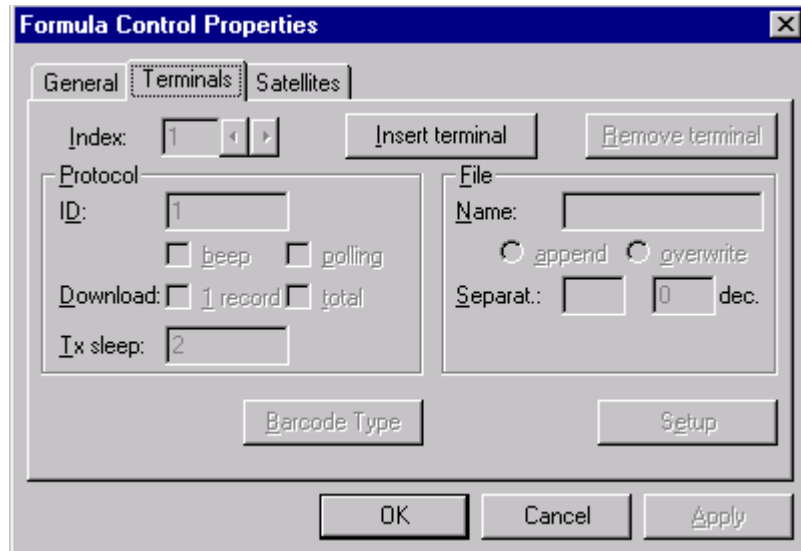 Formula Control Properties
General Terminals Satellites
Index: 1 Insert terminal Remove terminal
Protocol File
ID: 1 Name:
beep polling append overwrite
Download: 1 record total Separat.: 0 dec.
Tx sleep: 2
Barcode Type Setup
OK Cancel Apply